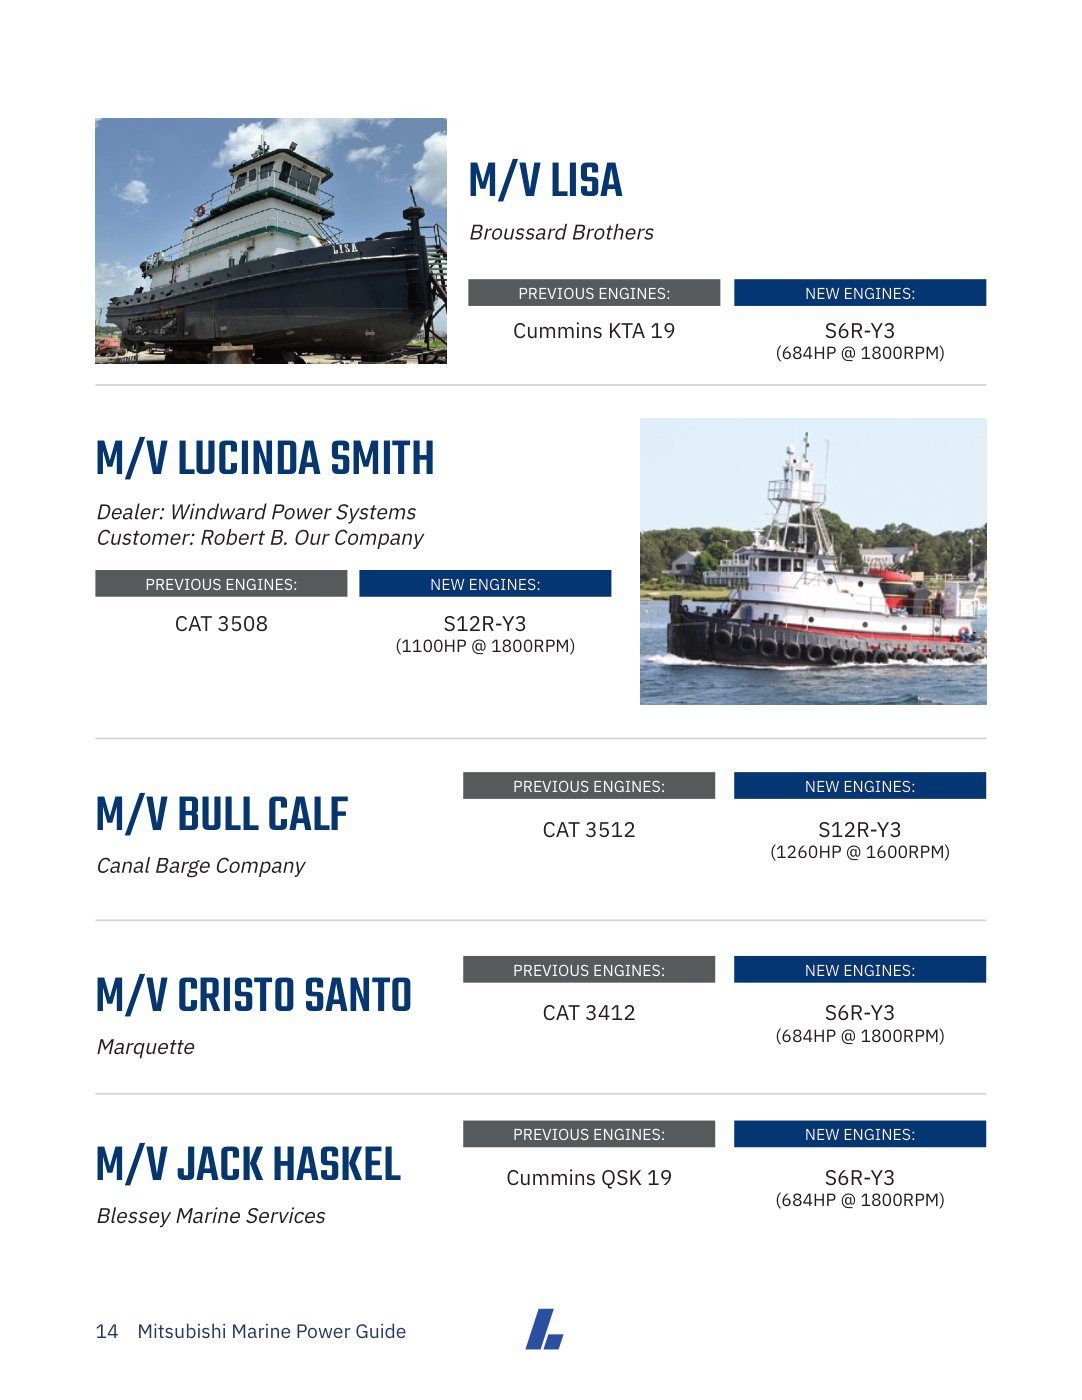 LISA
M/V LISA
Broussard Brothers
PREVIOUS ENGINES:
NEW ENGINES:
Cummins KTA 19
S6R-Y3
(684HP @ 1800RPM)
M/V LUCINDA SMITH
Dealer: Windward Power Systems
Customer: Robert B. Our Company
PREVIOUS ENGINES:
NEW ENGINES:
CAT 3508
S12R-Y3
(1100HP @ 1800RPM)
M/V BULL CALF
Canal Barge Company
PREVIOUS ENGINES:
NEW ENGINES:
CAT 3512
S12R-Y3
(1260HP @ 1600RPM)
M/V CRISTO SANTO
Marquette
PREVIOUS ENGINES:
NEW ENGINES:
CAT 3412
S6R-Y3
(684HP @ 1800RPM)
M/V JACK HASKEL
Blessey Marine Services
PREVIOUS ENGINES:
NEW ENGINES:
Cummins QSK 19
S6R-Y3
(684HP @ 1800RPM)
14 Mitsubishi Marine Power Guide